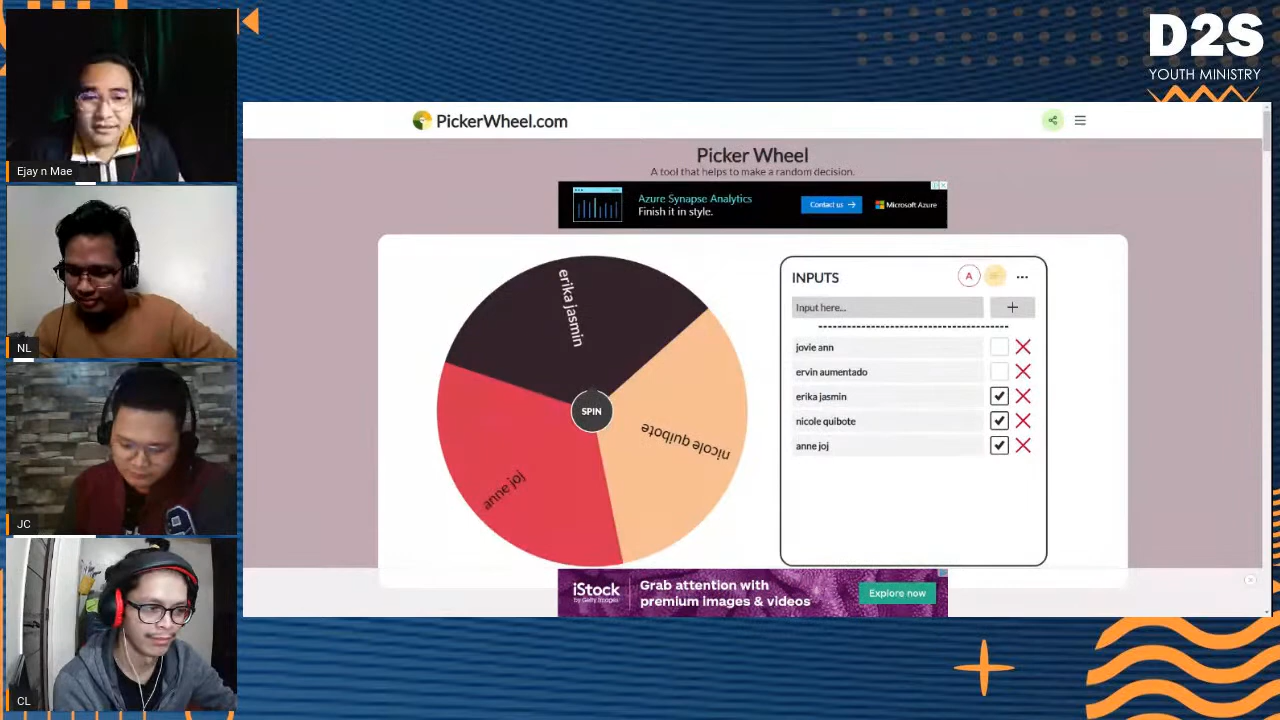 D2S
YOUTH MINISTRY
Ejay n Mae
NL
JC
CL
PickerWheel.com
Picker Wheel
A tool that helps to make a random decision.
Azure Synapse Analytics
Finish it in style.
Contact us
Microsoft Azure
erika jasmin
nicole quibote
anne joj
SPIN
INPUTS
A
Input here...
jovie ann
ervin aumentado
erika jasmin
nicole quibote
anne joj
iStock
by Getty Images
Grab attention with
premium images & videos
Explore now